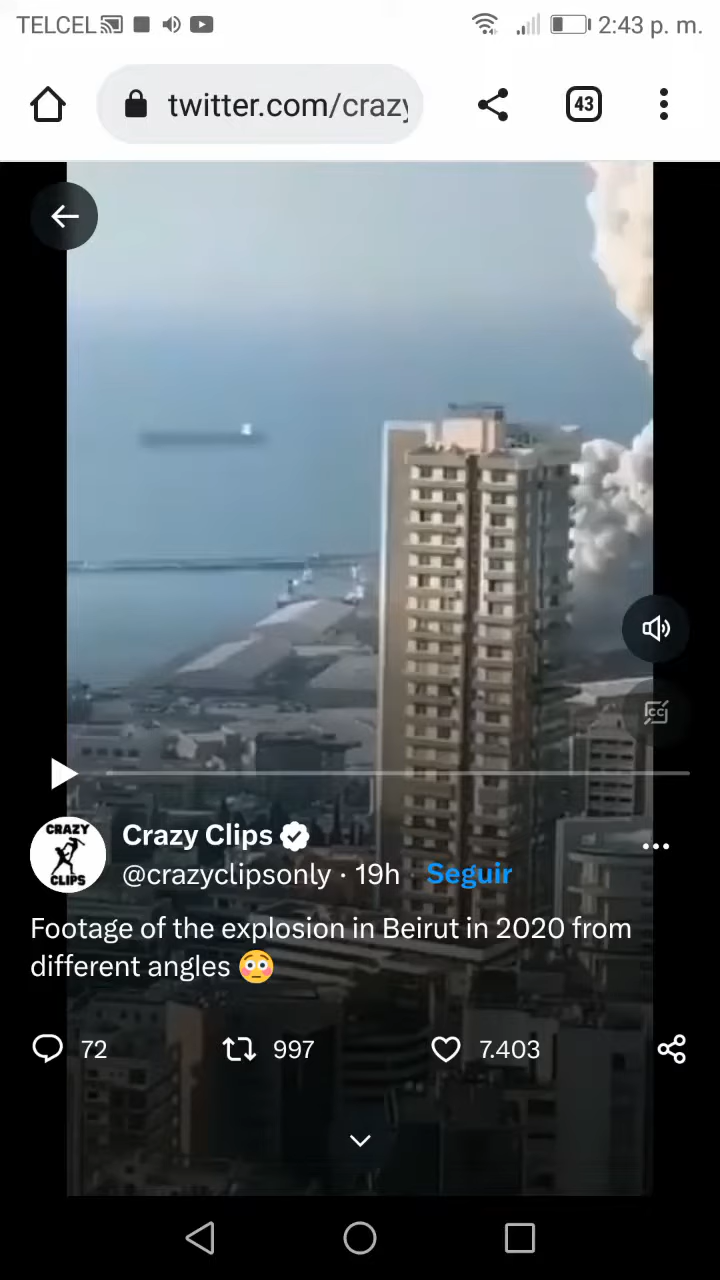 TELCEL 2:43 p. m.
twitter.com/crazy
43
CC
CRAZY
CLIPS
Crazy Clips
@crazyclipsonly · 19h Seguir
Footage of the explosion in Beirut in 2020 from
different angles 😳
72 997 7.403